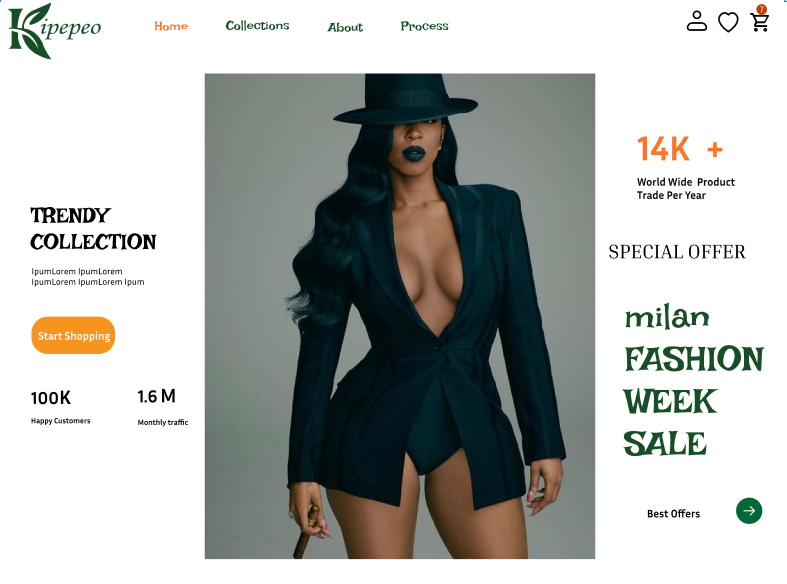 Kipepeo
Home
Collections
About
Process
7
TRENDY
COLLECTION
IpumLorem IpumLorem
IpumLorem IpumLorem Ipum
Start Shopping
100K
Happy Customers
1.6 M
Monthly traffic
14K +
World Wide Product
Trade Per Year
SPECIAL OFFER
milan
FASHION
WEEK
SALE
Best Offers